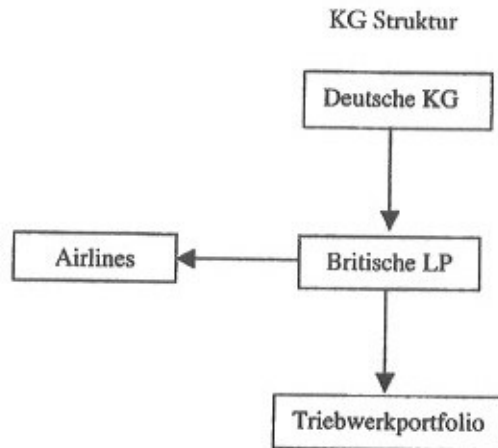 KG Struktur
Deutsche KG
Airlines
Britische LP
Triebwerkportfolio